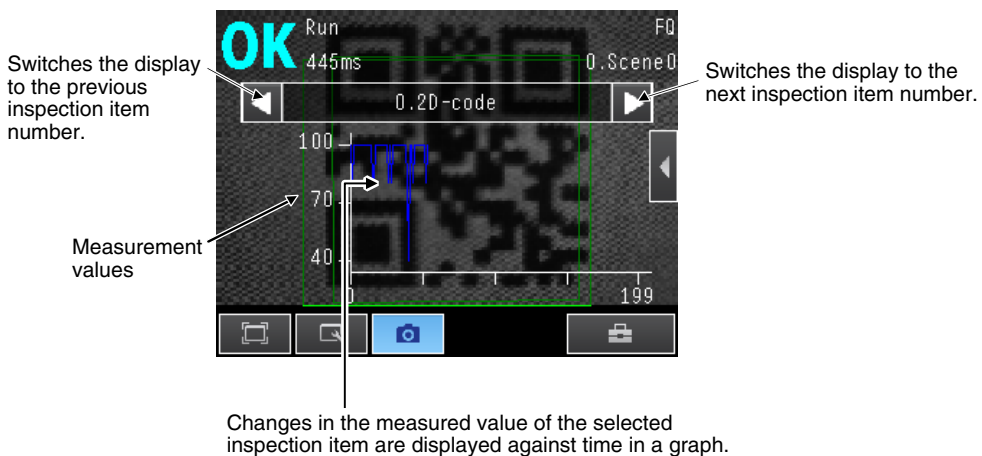 OK Run FQ
445ms 0.Scene0
Switches the display
to the previous
inspection item
number.
Switches the display to the
next inspection item number.
0.2D-code
100
70
40
0 199
Measurement
values
Changes in the measured value of the selected
inspection item are displayed against time in a graph.